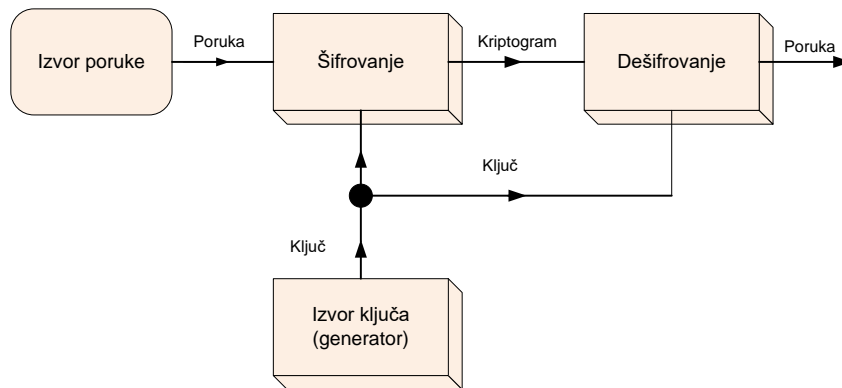 Izvor poruke
Poruka
Šifrovanje
Kriptogram
Dešifrovanje
Poruka
Ključ
Ključ
Izvor ključa
(generator)